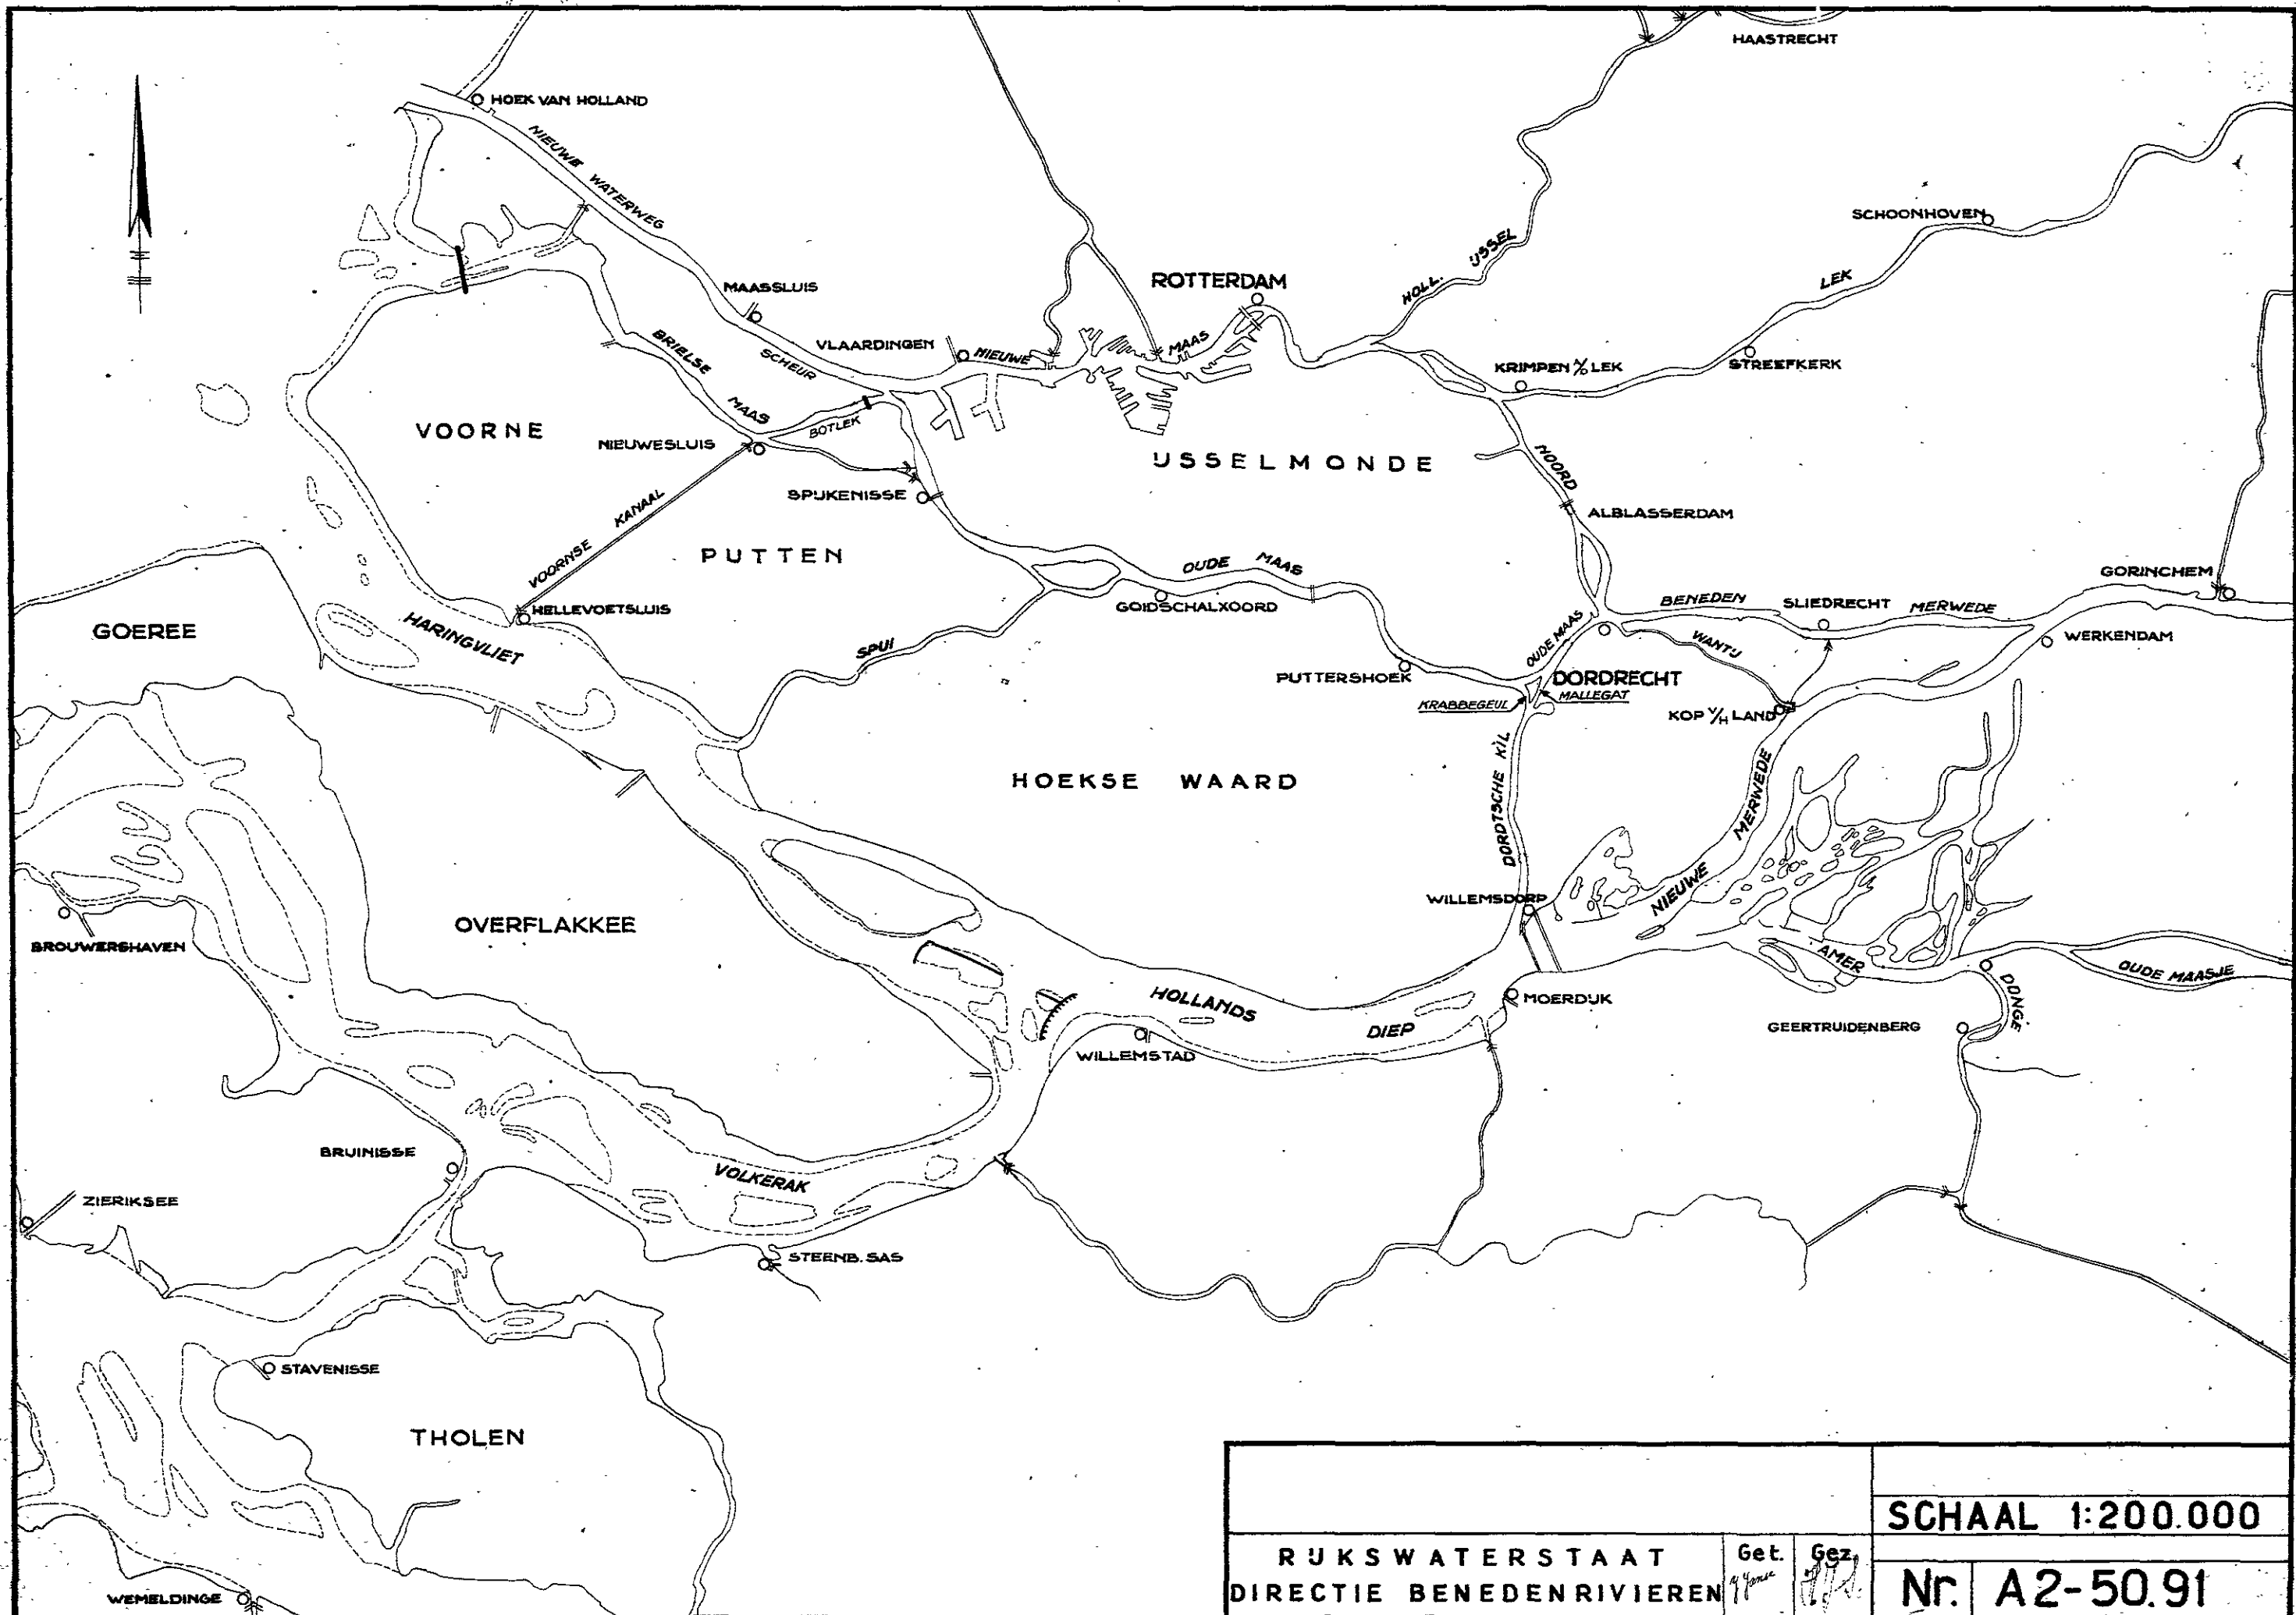 HAASTRECHT
HOEK VAN HOLLAND
NIEUWE WATERWEG
SCHOONHOVEN
HOLL. IJSSEL
LEK
ROTTERDAM
MAASSLUIS
VLAARDINGEN
NIEUWE MAAS
BRIELSE MAAS
SCHEUR
KRIMPEN A/D LEK
STREEFKERK
VOORNE
BOTLEK
NIEUWESLUIS
IJSSELMONDE
NOORD
SPIJKENISSE
ALBLASSERDAM
VOORNSE KANAAL
PUTTEN
OUDE MAAS
GORINCHEM
GOIDSCHALXOORD
BENEDEN MERWEDE
SLIEDRECHT
HELLEVOETSLUIS
GOEREE
HARINGVLIET
SPUI
OUDE MAAS
WANTIJ
WERKENDAM
PUTTERSHOEK
DORDRECHT
KRABBEGEUL
MALLEGAT
KOP V/H LAND
HOEKSE WAARD
DORDTSCHE KIL
NIEUWE MERWEDE
WILLEMSDORP
OVERFLAKKEE
BROUWERSHAVEN
AMER
OUDE MAASJE
HOLLANDS DIEP
MOERDIJK
DONGE
GEERTRUIDENBERG
WILLEMSTAD
BRUINISSE
VOLKERAK
ZIERIKSEE
STEENB. SAS
STAVENISSE
THOLEN
WEMELDINGE
SCHAAL 1:200.000
RIJKSWATERSTAAT
DIRECTIE BENEDENRIVIEREN
Get.
Gez.
Nr. A2-50.91